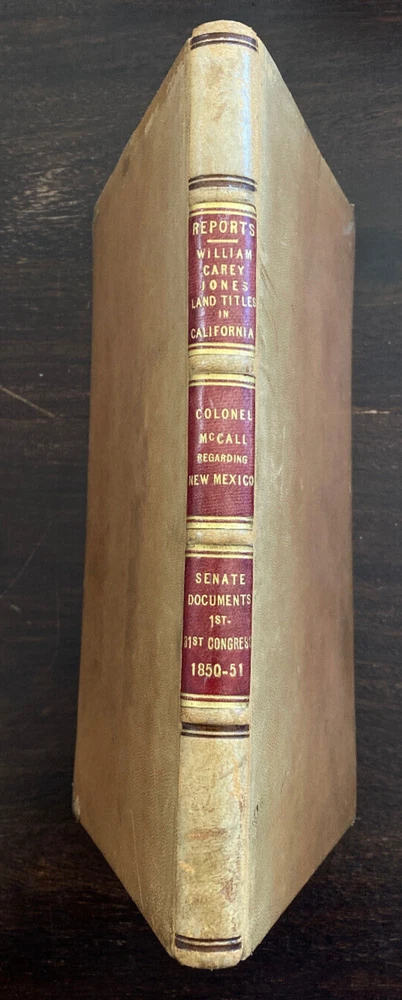 REPORTS
WILLIAM
CAREY
JONES
LAND TITLES
IN
CALIFORNIA
COLONEL
McCALL
REGARDING
NEW MEXICO
SENATE
DOCUMENTS
1ST-
31ST CONGRESS
1850-51